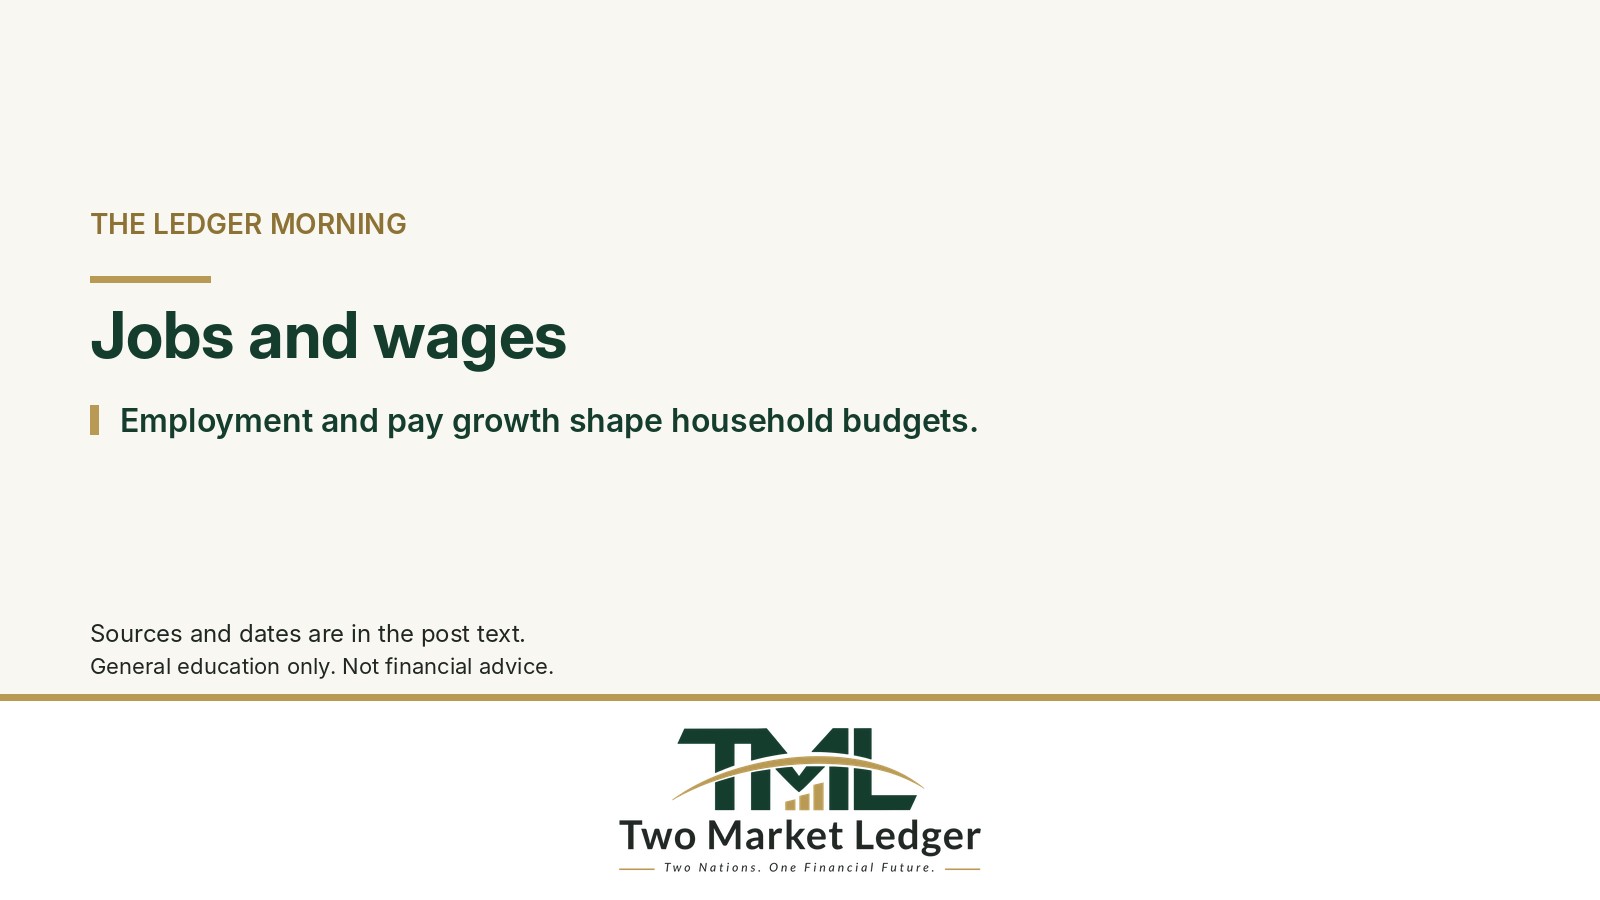 THE LEDGER MORNING
Jobs and wages
Employment and pay growth shape household budgets.
Sources and dates are in the post text.
General education only. Not financial advice.
TML
Two Market Ledger
Two Nations. One Financial Future.